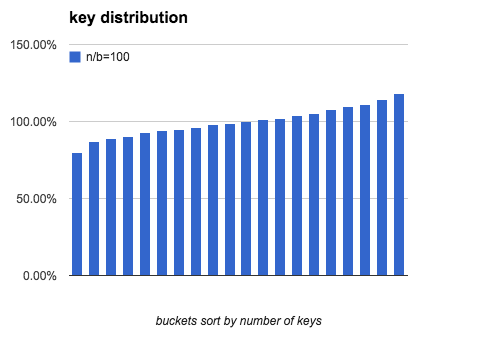 key distribution
150.00%
n/b=100
100.00%
50.00%
0.00%
buckets sort by number of keys